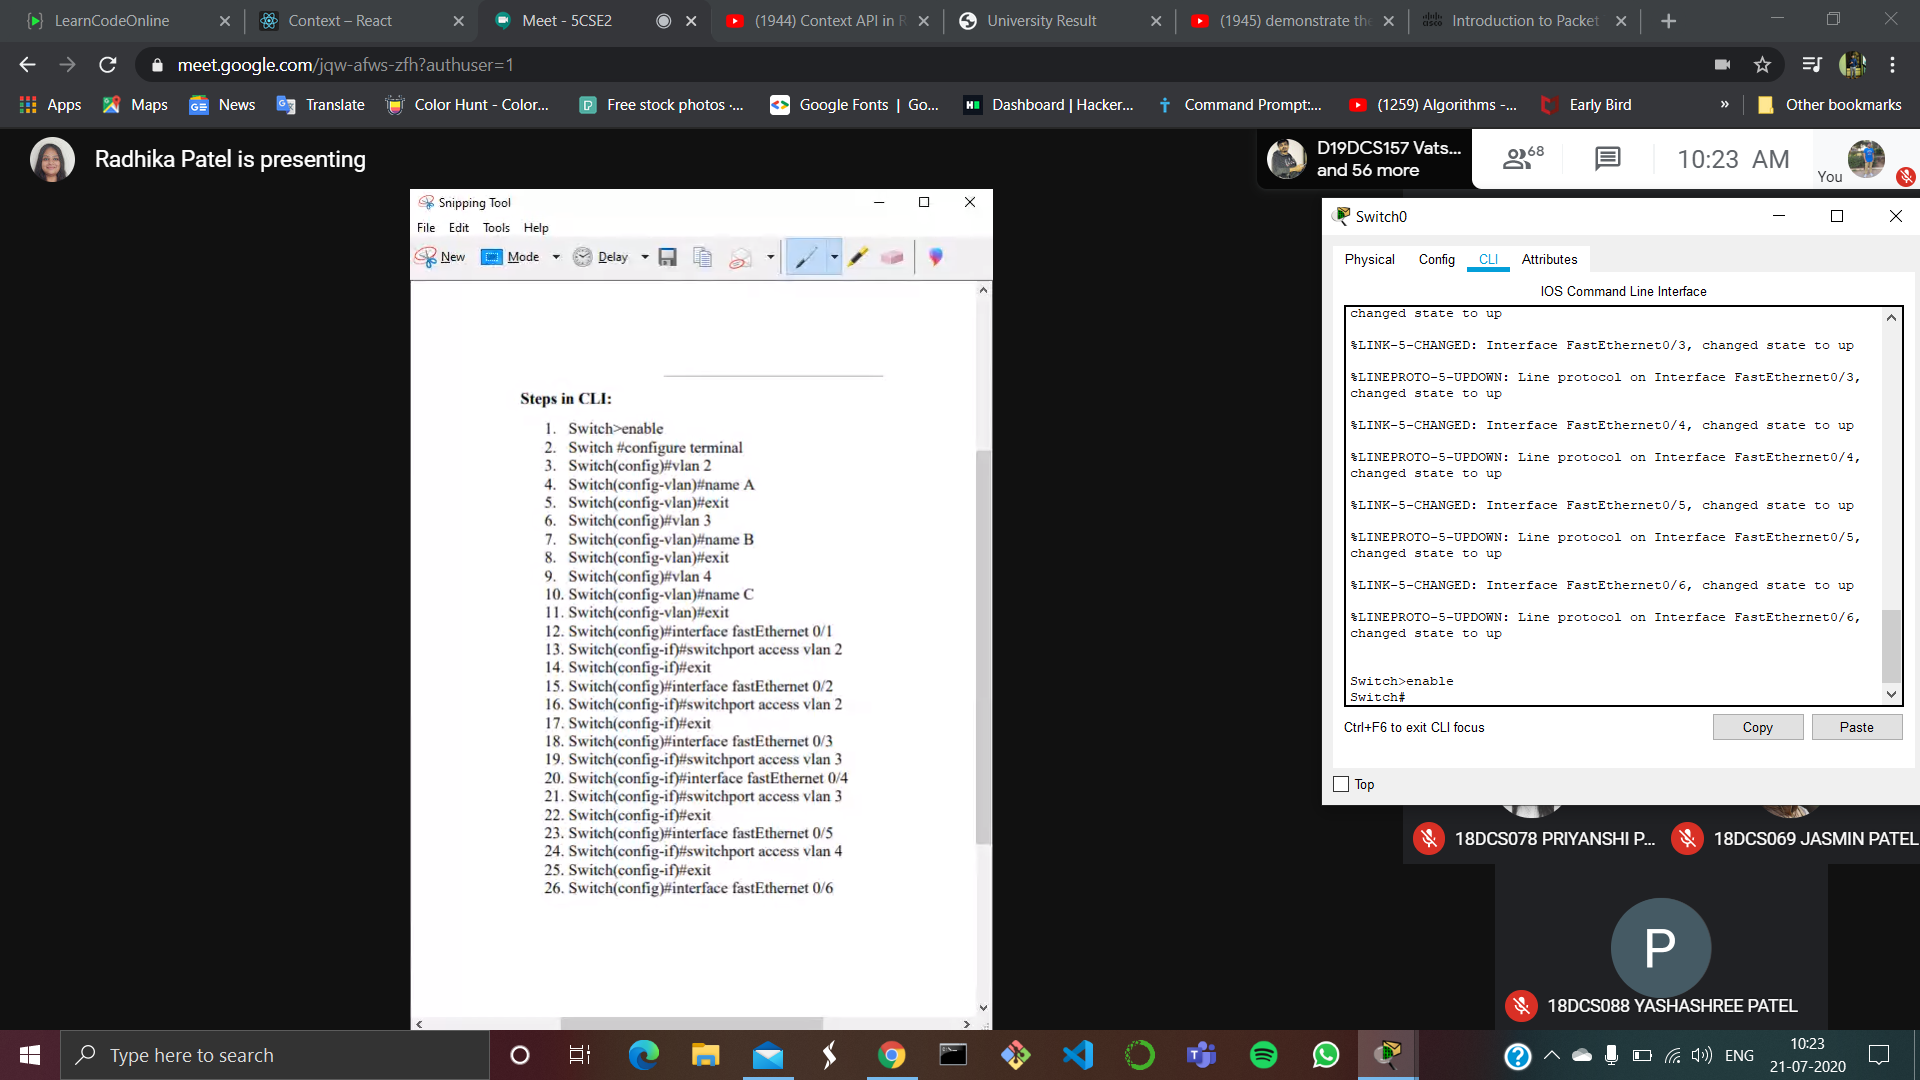 LearnCodeOnline
Context – React
Meet - 5CSE2
(1944) Context API in R
University Result
(1945) demonstrate the
Introduction to Packet
meet.google.com/jqw-afws-zfh?authuser=1
Apps
Maps
News
Translate
Color Hunt - Color...
Free stock photos ·...
Google Fonts | Go...
Dashboard | Hacker...
Command Prompt:...
(1259) Algorithms -...
Early Bird
»
Other bookmarks
Radhika Patel is presenting
D19DCS157 Vats...
and 56 more
68
10:23 AM
You
Snipping Tool
File Edit Tools Help
New Mode Delay
Steps in CLI:
1. Switch>enable
2. Switch #configure terminal
3. Switch(config)#vlan 2
4. Switch(config-vlan)#name A
5. Switch(config-vlan)#exit
6. Switch(config)#vlan 3
7. Switch(config-vlan)#name B
8. Switch(config-vlan)#exit
9. Switch(config)#vlan 4
10. Switch(config-vlan)#name C
11. Switch(config-vlan)#exit
12. Switch(config)#interface fastEthernet 0/1
13. Switch(config-if)#switchport access vlan 2
14. Switch(config-if)#exit
15. Switch(config)#interface fastEthernet 0/2
16. Switch(config-if)#switchport access vlan 2
17. Switch(config-if)#exit
18. Switch(config)#interface fastEthernet 0/3
19. Switch(config-if)#switchport access vlan 3
20. Switch(config-if)#interface fastEthernet 0/4
21. Switch(config-if)#switchport access vlan 3
22. Switch(config-if)#exit
23. Switch(config)#interface fastEthernet 0/5
24. Switch(config-if)#switchport access vlan 4
25. Switch(config-if)#exit
26. Switch(config)#interface fastEthernet 0/6
Switch0
Physical Config CLI Attributes
IOS Command Line Interface
changed state to up
%LINK-5-CHANGED: Interface FastEthernet0/3, changed state to up
%LINEPROTO-5-UPDOWN: Line protocol on Interface FastEthernet0/3,
changed state to up
%LINK-5-CHANGED: Interface FastEthernet0/4, changed state to up
%LINEPROTO-5-UPDOWN: Line protocol on Interface FastEthernet0/4,
changed state to up
%LINK-5-CHANGED: Interface FastEthernet0/5, changed state to up
%LINEPROTO-5-UPDOWN: Line protocol on Interface FastEthernet0/5,
changed state to up
%LINK-5-CHANGED: Interface FastEthernet0/6, changed state to up
%LINEPROTO-5-UPDOWN: Line protocol on Interface FastEthernet0/6,
changed state to up
Switch>enable
Switch#
Ctrl+F6 to exit CLI focus
Copy
Paste
Top
18DCS078 PRIYANSHI P...
18DCS069 JASMIN PATEL
P
18DCS088 YASHASHREE PATEL
Type here to search
ENG
10:23
21-07-2020